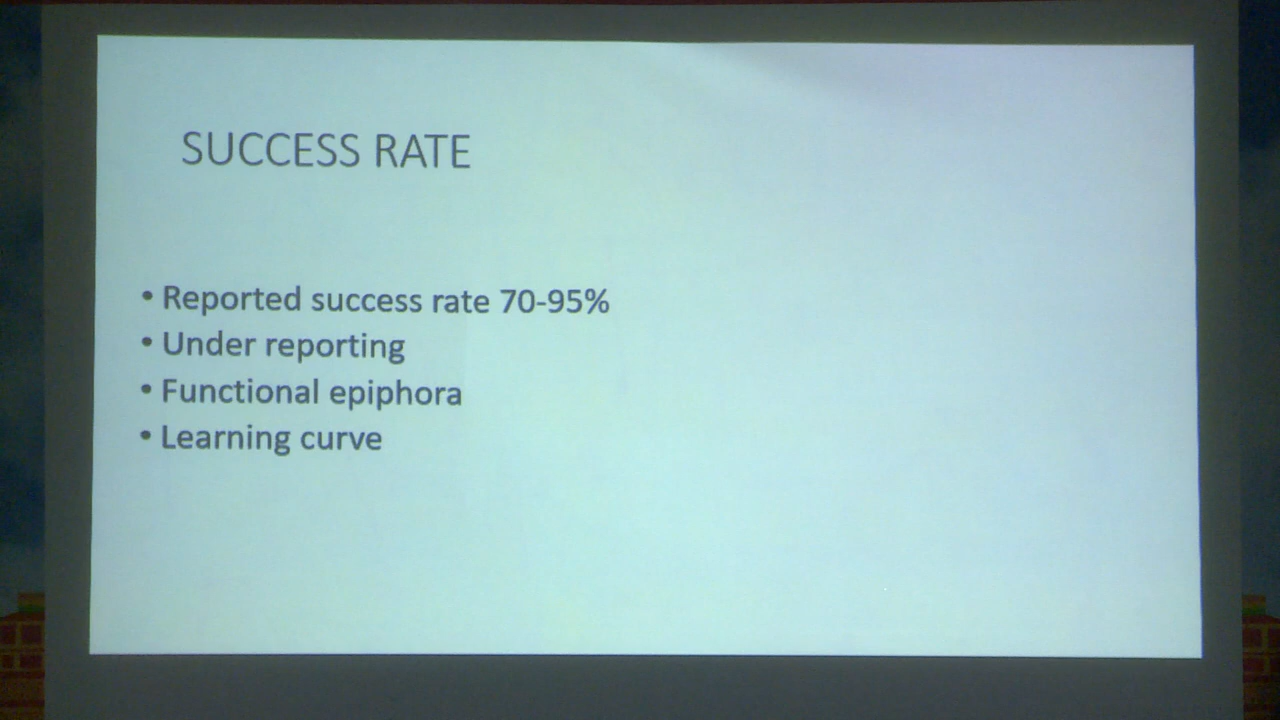 SUCCESS RATE
• Reported success rate 70-95%
• Under reporting
• Functional epiphora
• Learning curve